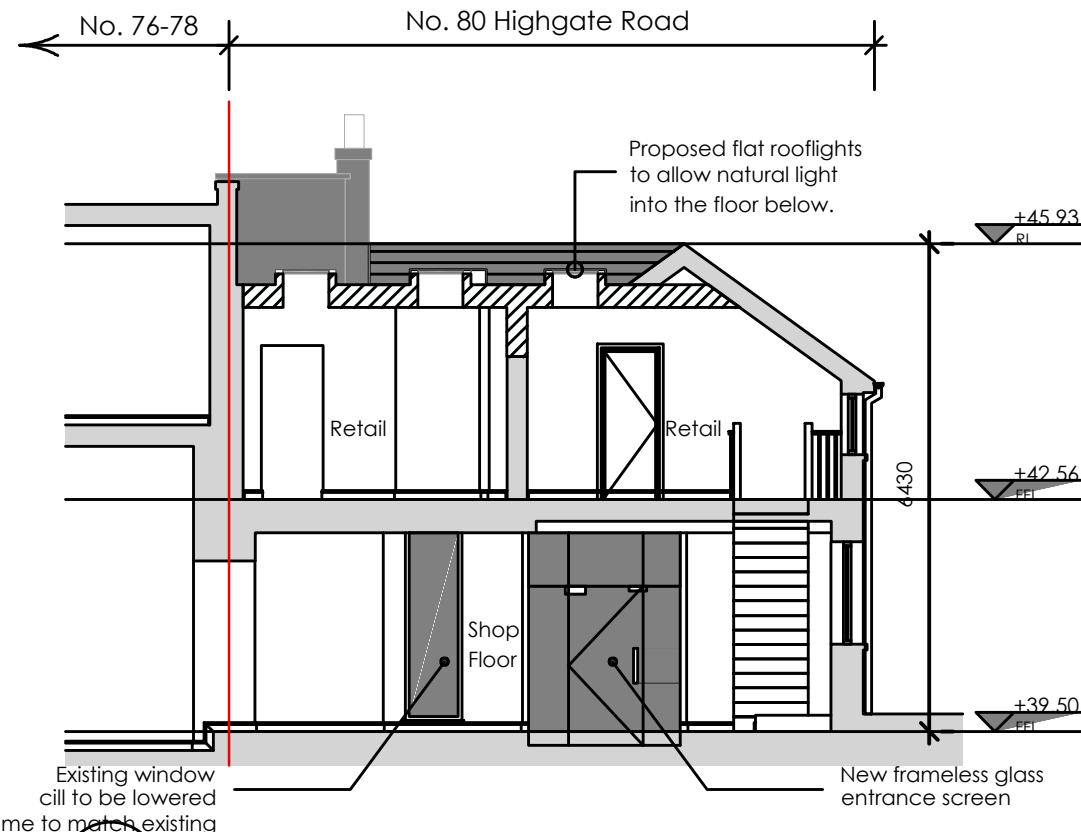 No. 76-78
No. 80 Highgate Road
Proposed flat rooflights
to allow natural light
into the floor below.
+45.93
RL
Retail
Retail
6430
+42.56
FFL
Shop
Floor
+39.50
FFL
Existing window
cill to be lowered
me to match existing
New frameless glass
entrance screen